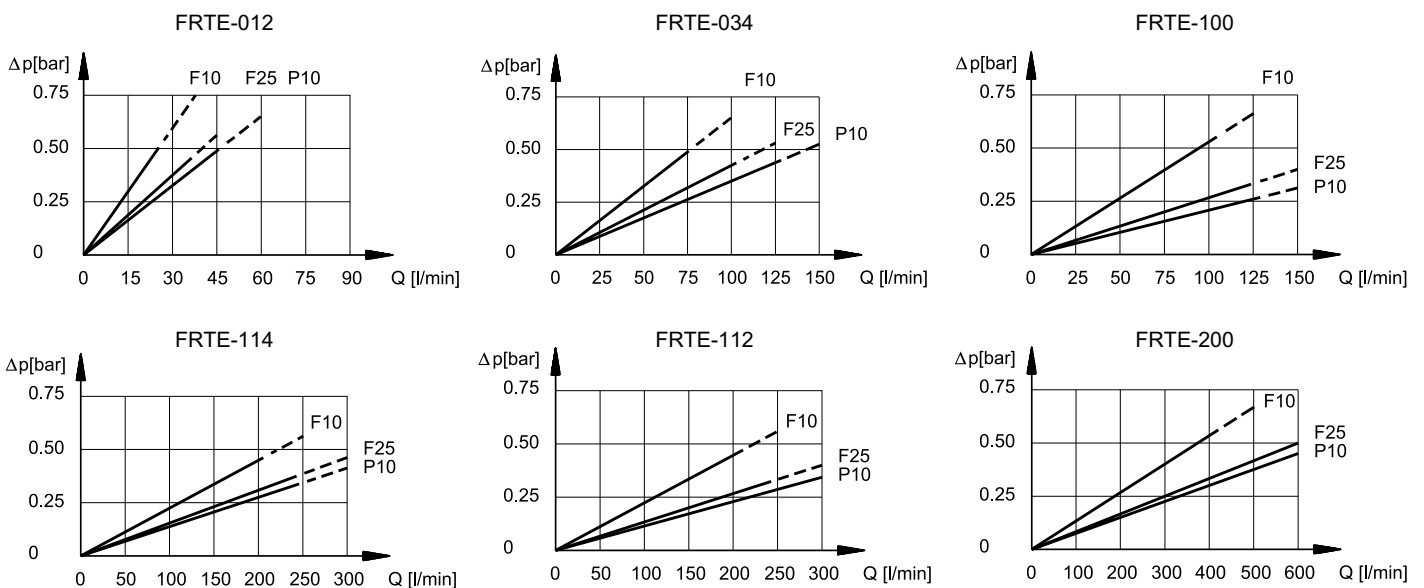 FRTE-012
Δp[bar]
F10 F25 P10
0.75
0.50
0.25
0
0 15 30 45 60 75 90 Q [l/min]
FRTE-034
Δp[bar]
F10
0.75
F25
P10
0.50
0.25
0
0 25 50 75 100 125 150 Q [l/min]
FRTE-100
Δp[bar]
F10
0.75
0.50
F25
P10
0.25
0
0 25 50 75 100 125 150 Q [l/min]
FRTE-114
Δp[bar]
0.75
F10
0.50
F25
P10
0.25
0
0 50 100 150 200 250 300 Q [l/min]
FRTE-112
Δp[bar]
0.75
F10
0.50
F25
P10
0.25
0
0 50 100 150 200 250 300 Q [l/min]
FRTE-200
Δp[bar]
0.75
F10
0.50
F25
P10
0.25
0
0 100 200 300 400 500 600 Q [l/min]